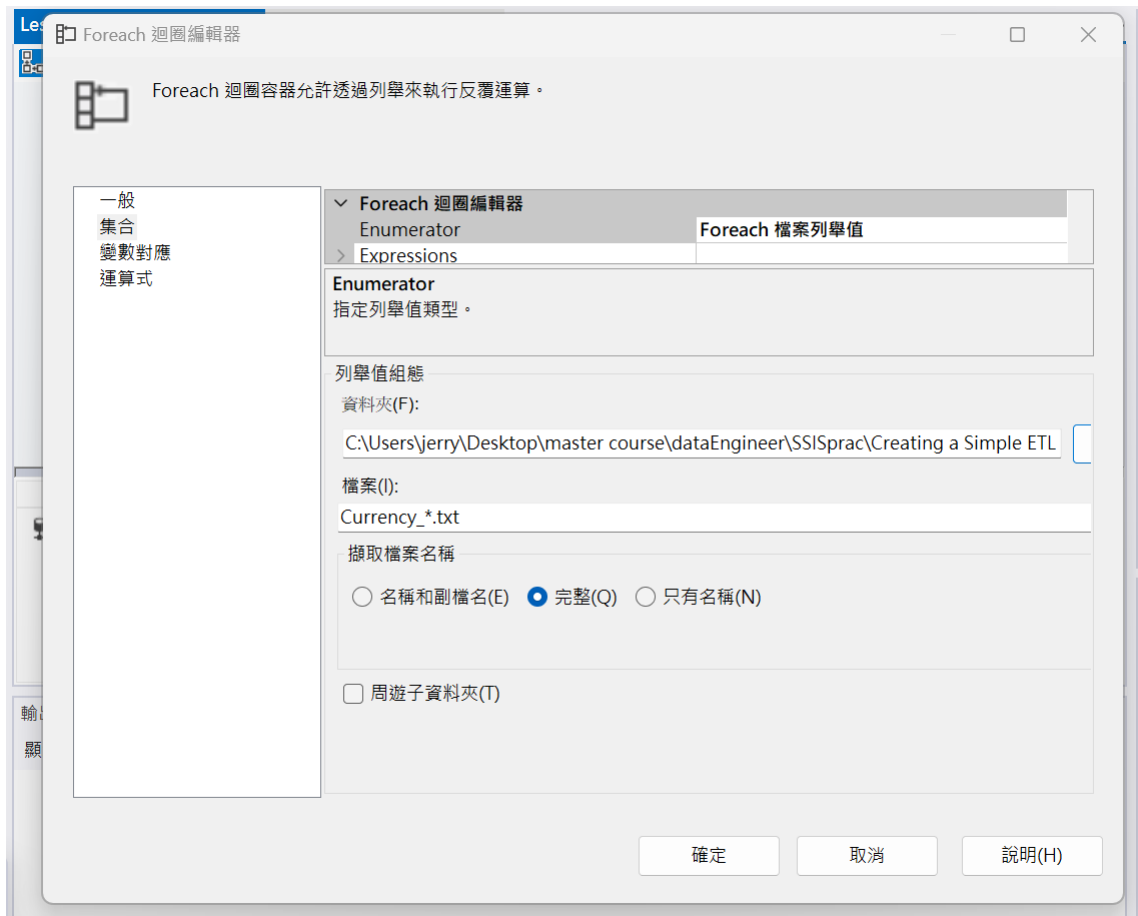 Les
Foreach 迴圈編輯器
Foreach 迴圈容器允許透過列舉來執行反覆運算。
一般
集合
變數對應
運算式
Foreach 迴圈編輯器
Enumerator Foreach 檔案列舉值
Expressions
Enumerator
指定列舉值類型。
列舉值組態
資料夾(F):
C:\Users\jerry\Desktop\master course\dataEngineer\SSISprac\Creating a Simple ETL
檔案(I):
Currency_*.txt
擷取檔案名稱
名稱和副檔名(E) 完整(Q) 只有名稱(N)
周遊子資料夾(T)
輸
顯
確定 取消 說明(H)